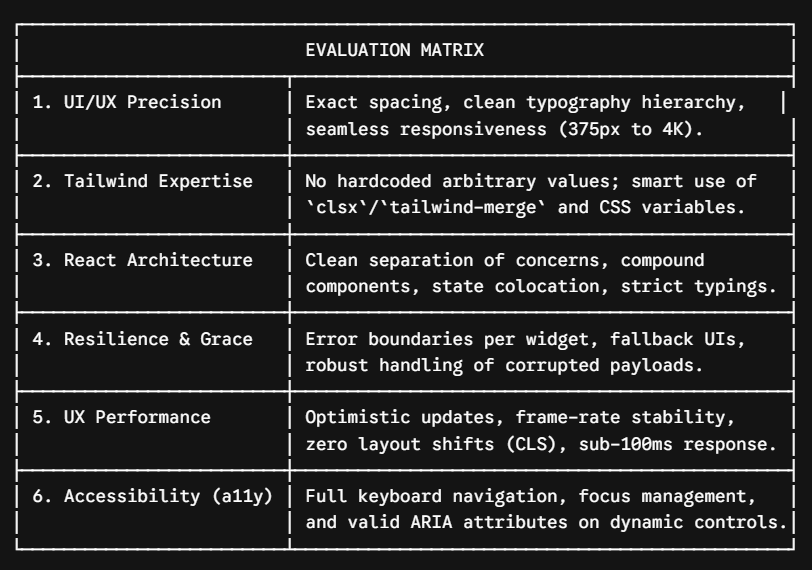 EVALUATION MATRIX
1. UI/UX Precision
Exact spacing, clean typography hierarchy,
seamless responsiveness (375px to 4K).
2. Tailwind Expertise
No hardcoded arbitrary values; smart use of
`clsx`/`tailwind-merge` and CSS variables.
3. React Architecture
Clean separation of concerns, compound
components, state colocation, strict typings.
4. Resilience & Grace
Error boundaries per widget, fallback UIs,
robust handling of corrupted payloads.
5. UX Performance
Optimistic updates, frame-rate stability,
zero layout shifts (CLS), sub-100ms response.
6. Accessibility (a11y)
Full keyboard navigation, focus management,
and valid ARIA attributes on dynamic controls.